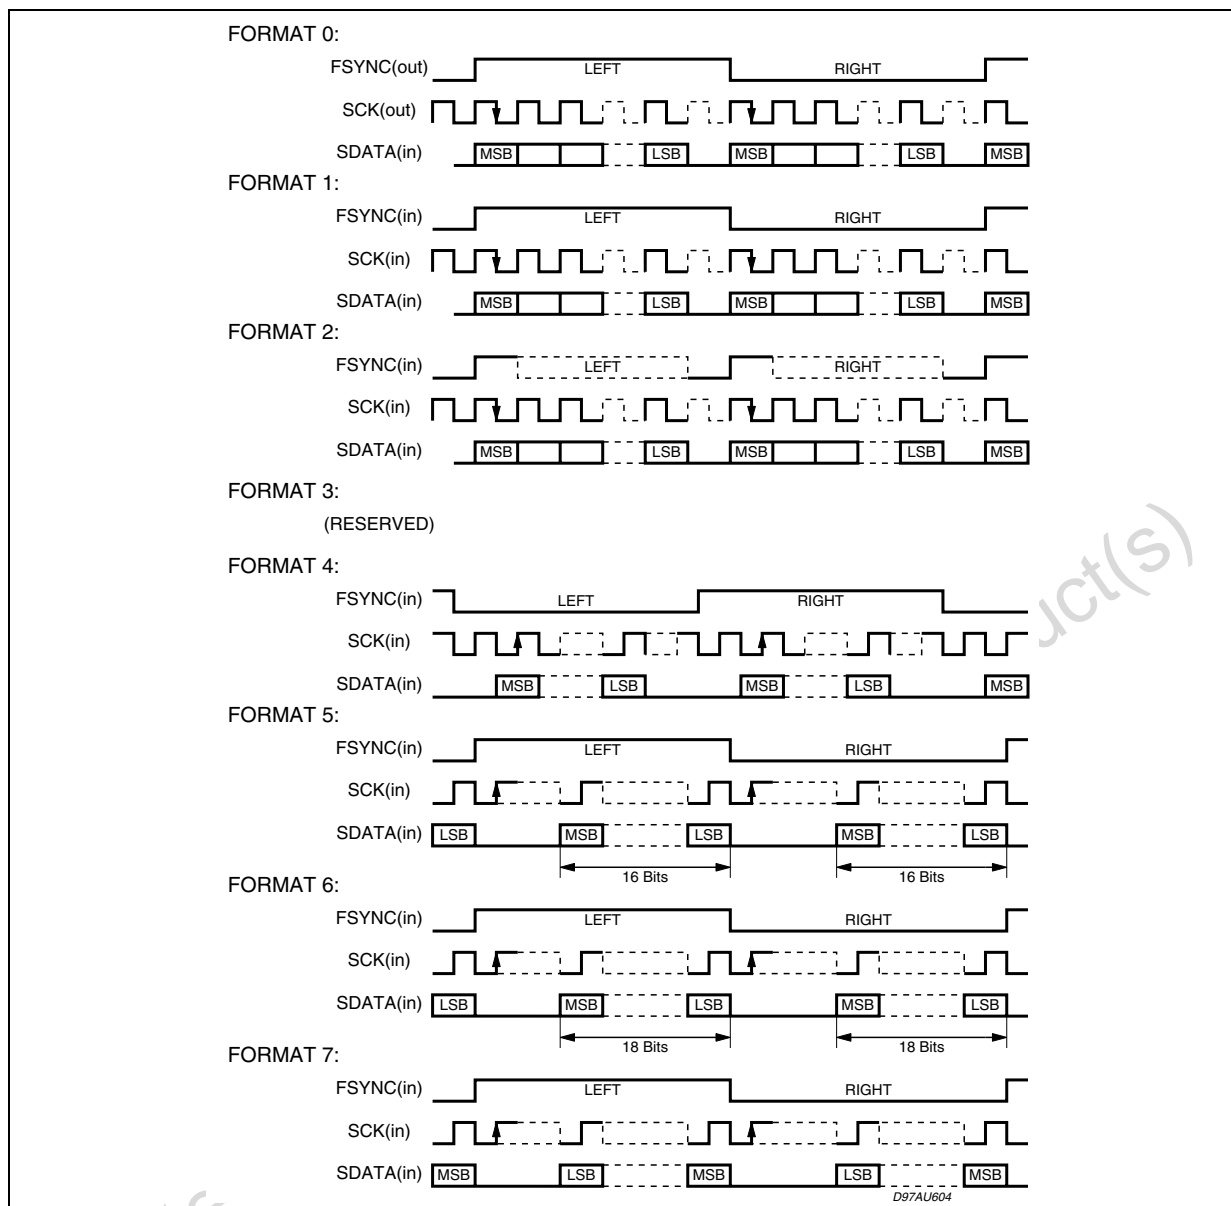 FORMAT 0:
FSYNC(out) LEFT RIGHT
SCK(out)
SDATA(in) MSB LSB MSB LSB MSB
FORMAT 1:
FSYNC(in) LEFT RIGHT
SCK(in)
SDATA(in) MSB LSB MSB LSB MSB
FORMAT 2:
FSYNC(in) LEFT RIGHT
SCK(in)
SDATA(in) MSB LSB MSB LSB MSB
FORMAT 3:
(RESERVED)
FORMAT 4:
FSYNC(in) LEFT RIGHT
SCK(in)
SDATA(in) MSB LSB MSB LSB MSB
FORMAT 5:
FSYNC(in) LEFT RIGHT
SCK(in)
SDATA(in) LSB MSB LSB MSB LSB
16 Bits 16 Bits
FORMAT 6:
FSYNC(in) LEFT RIGHT
SCK(in)
SDATA(in) LSB MSB LSB MSB LSB
18 Bits 18 Bits
FORMAT 7:
FSYNC(in) LEFT RIGHT
SCK(in)
SDATA(in) MSB LSB MSB LSB MSB
D97AU604